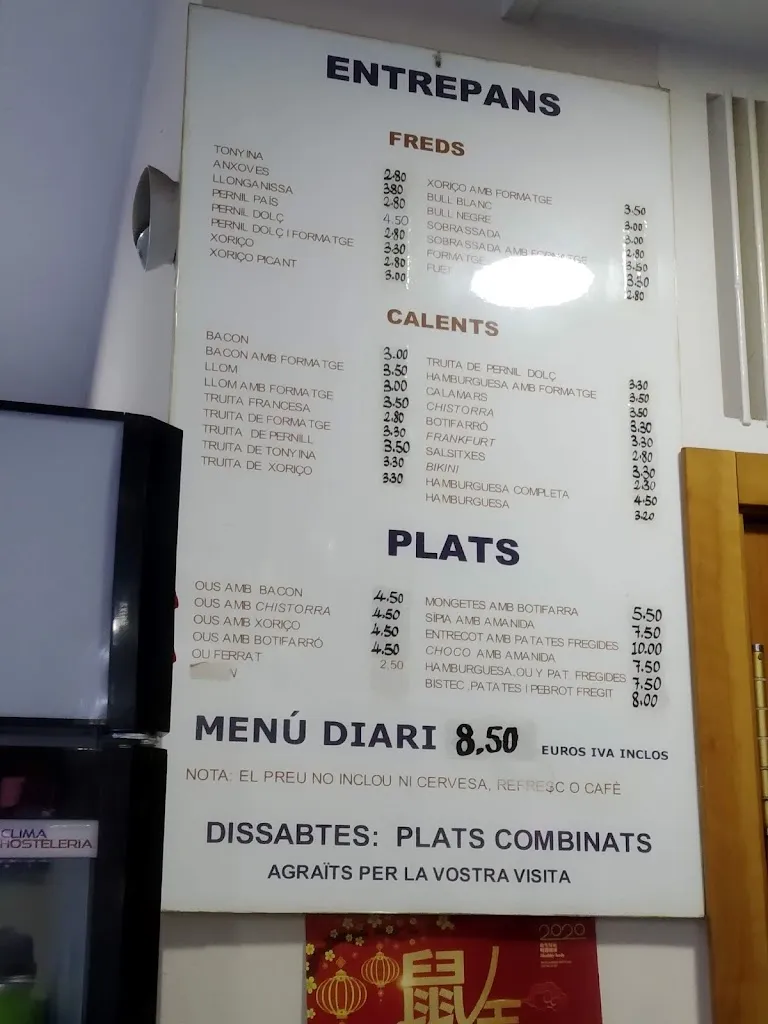 ENTREPANS
FREDS
TONYINA 2.80
ANXOVES 3.80
LLONGANISSA 2.80
PERNIL PAÍS 4.50
PERNIL DOLÇ 2.80
PERNIL DOLÇ I FORMATGE 3.30
XORIÇO 2.80
XORIÇO PICANT 3.00
XORIÇO AMB FORMATGE 3.50
BULL BLANC 3.00
BULL NEGRE 3.00
SOBRASSADA 2.80
SOBRASSADA AMB FORMATGE 3.50
FORMATGE 3.50
2.80
CALENTS
BACON 3.00
BACON AMB FORMATGE 3.50
LLOM 3.00
LLOM AMB FORMATGE 3.50
TRUITA FRANCESA 2.80
TRUITA DE FORMATGE 3.30
TRUITA DE PERNILL 3.50
TRUITA DE TONYINA 3.30
TRUITA DE XORIÇO 3.30
TRUITA DE PERNIL DOLÇ 3.30
HAMBURGUESA AMB FORMATGE 3.50
CALAMARS 3.50
CHISTORRA 3.30
BOTIFARRÓ 3.30
FRANKFURT 2.80
SALSITXES 3.30
BIKINI 2.30
HAMBURGUESA COMPLETA 4.50
HAMBURGUESA 3.20
PLATS
OUS AMB BACON 4.50
OUS AMB CHISTORRA 4.50
OUS AMB XORIÇO 4.50
OUS AMB BOTIFARRÓ 4.50
OU FERRAT 2.50
MONGETES AMB BOTIFARRA 5.50
SÍPIA AMB AMANIDA 7.50
ENTRECOT AMB PATATES FREGIDES 10.00
CHOCO AMB AMANIDA 7.50
HAMBURGUESA,OU Y PAT. FREGIDES 7.50
BISTEC ,PATATES I PEBROT FREGIT 8.00
MENÚ DIARI 8,50 EUROS IVA INCLOS
NOTA: EL PREU NO INCLOU NI CERVESA, REFRESC O CAFÈ
DISSABTES: PLATS COMBINATS
AGRAÏTS PER LA VOSTRA VISITA
CLIMA
HOSTELERIA
2020
鼠年